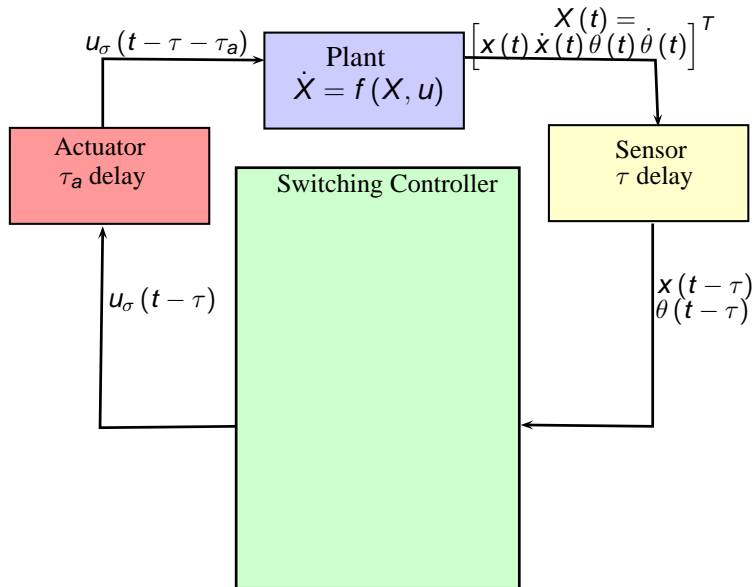 u_σ (t − τ − τ_a)
Plant
Ẋ = f (X, u)
X (t) =
[x (t) ẋ (t) θ (t) θ̇ (t)]^T
Actuator
τ_a delay
Switching Controller
Sensor
τ delay
u_σ (t − τ)
x (t − τ)
θ (t − τ)